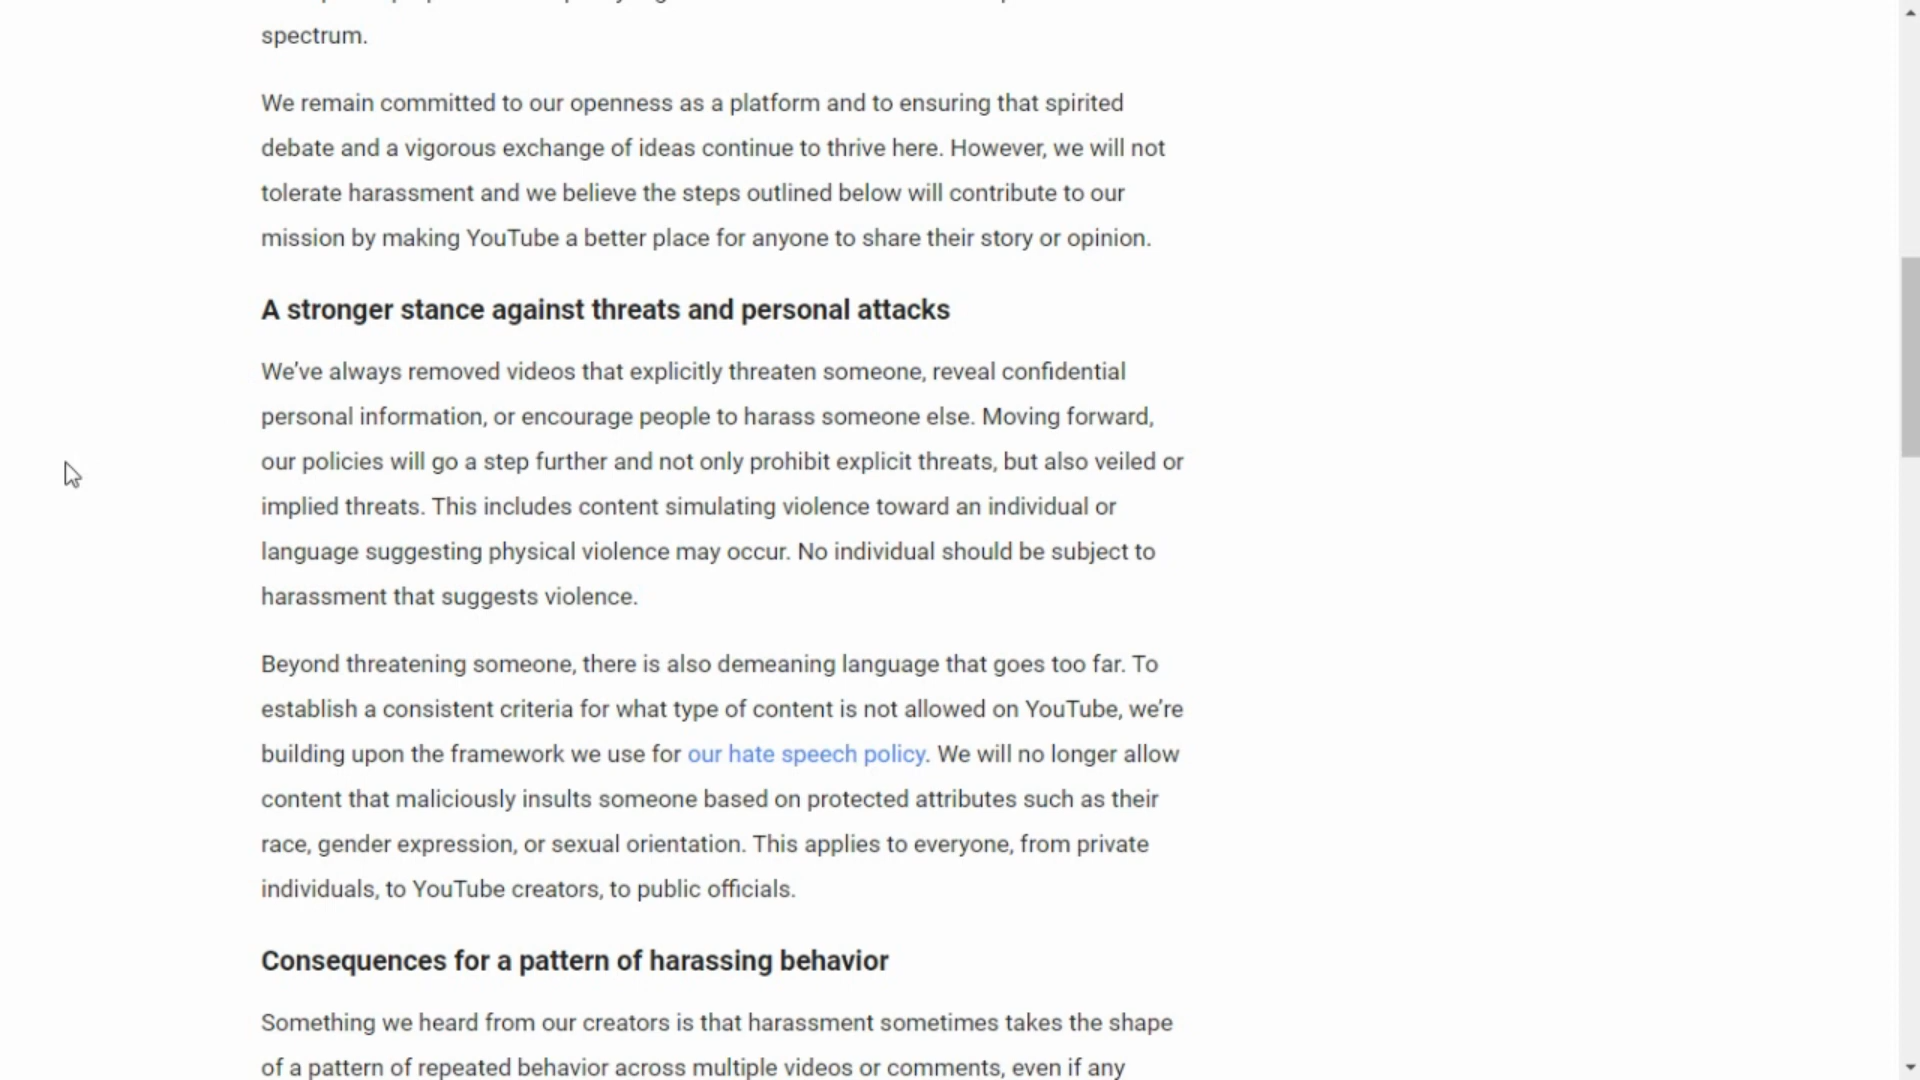 spectrum.
We remain committed to our openness as a platform and to ensuring that spirited
debate and a vigorous exchange of ideas continue to thrive here. However, we will not
tolerate harassment and we believe the steps outlined below will contribute to our
mission by making YouTube a better place for anyone to share their story or opinion.
A stronger stance against threats and personal attacks
We’ve always removed videos that explicitly threaten someone, reveal confidential
personal information, or encourage people to harass someone else. Moving forward,
our policies will go a step further and not only prohibit explicit threats, but also veiled or
implied threats. This includes content simulating violence toward an individual or
language suggesting physical violence may occur. No individual should be subject to
harassment that suggests violence.
Beyond threatening someone, there is also demeaning language that goes too far. To
establish a consistent criteria for what type of content is not allowed on YouTube, we’re
building upon the framework we use for our hate speech policy. We will no longer allow
content that maliciously insults someone based on protected attributes such as their
race, gender expression, or sexual orientation. This applies to everyone, from private
individuals, to YouTube creators, to public officials.
Consequences for a pattern of harassing behavior
Something we heard from our creators is that harassment sometimes takes the shape
of a pattern of repeated behavior across multiple videos or comments, even if any